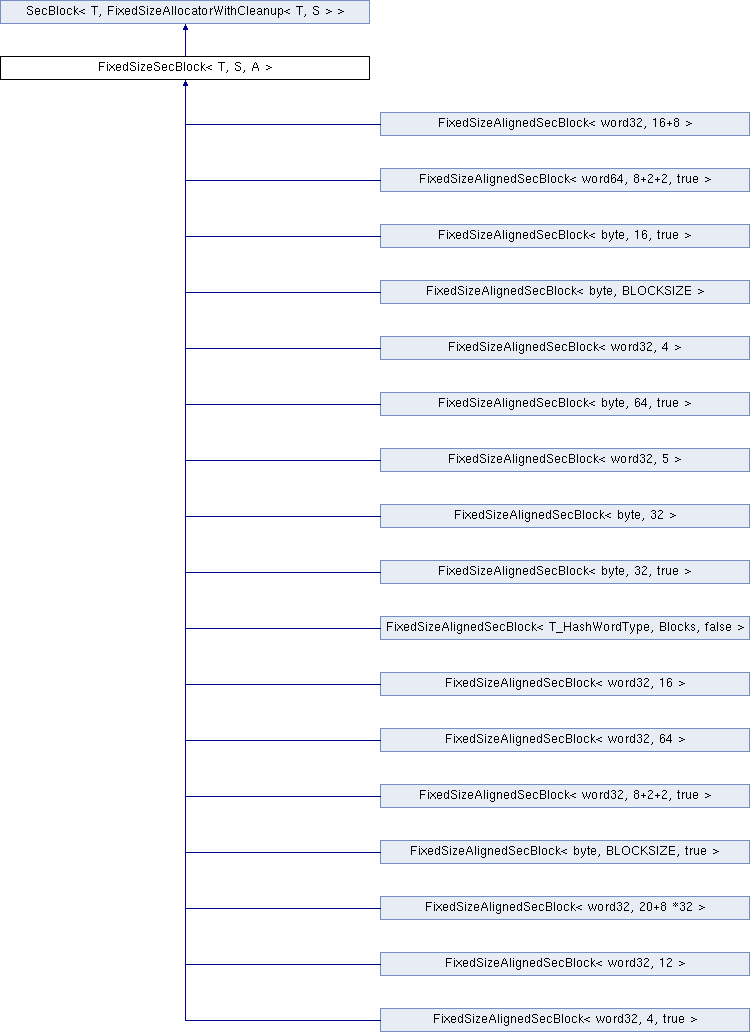 SecBlock< T, FixedSizeAllocatorWithCleanup< T, S > >
FixedSizeSecBlock< T, S, A >
FixedSizeAlignedSecBlock< word32, 16+8 >
FixedSizeAlignedSecBlock< word64, 8+2+2, true >
FixedSizeAlignedSecBlock< byte, 16, true >
FixedSizeAlignedSecBlock< byte, BLOCKSIZE >
FixedSizeAlignedSecBlock< word32, 4 >
FixedSizeAlignedSecBlock< byte, 64, true >
FixedSizeAlignedSecBlock< word32, 5 >
FixedSizeAlignedSecBlock< byte, 32 >
FixedSizeAlignedSecBlock< byte, 32, true >
FixedSizeAlignedSecBlock< T_HashWordType, Blocks, false >
FixedSizeAlignedSecBlock< word32, 16 >
FixedSizeAlignedSecBlock< word32, 64 >
FixedSizeAlignedSecBlock< word32, 8+2+2, true >
FixedSizeAlignedSecBlock< byte, BLOCKSIZE, true >
FixedSizeAlignedSecBlock< word32, 20+8 *32 >
FixedSizeAlignedSecBlock< word32, 12 >
FixedSizeAlignedSecBlock< word32, 4, true >